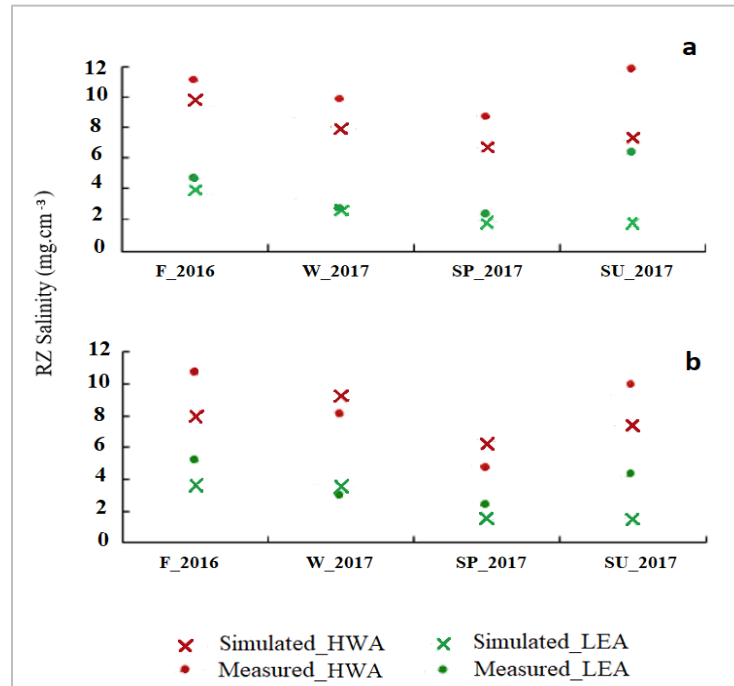 a
12
10
8
6
4
2
0
F_2016 W_2017 SP_2017 SU_2017
RZ Salinity (mg.cm⁻³)
b
12
10
8
6
4
2
0
F_2016 W_2017 SP_2017 SU_2017
Simulated_HWA Simulated_LEA
Measured_HWA Measured_LEA